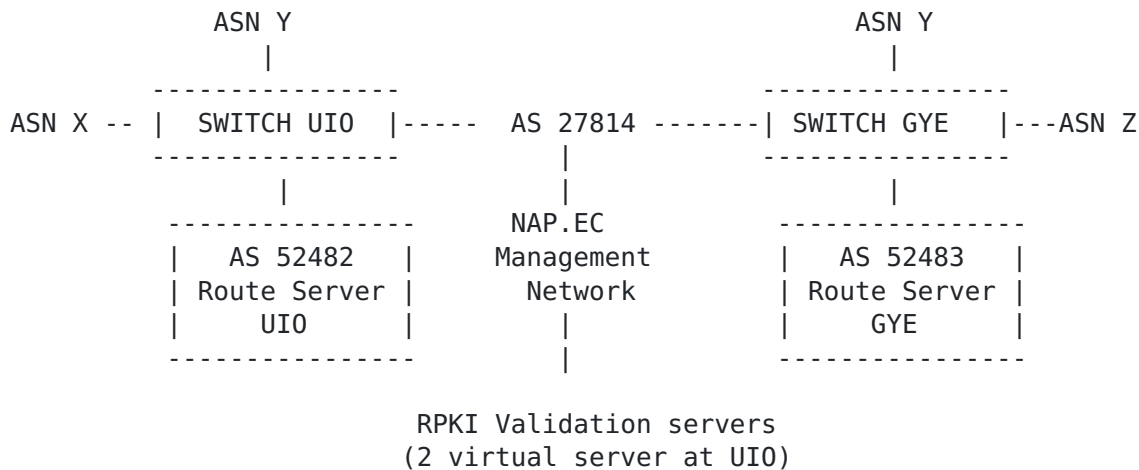 ASN Y ASN Y
ASN X -- | SWITCH UIO |----- AS 27814 -------| SWITCH GYE |---ASN Z
NAP.EC
| AS 52482 | Management | AS 52483 |
| Route Server | Network | Route Server |
| UIO | | | GYE |
RPKI Validation servers
(2 virtual server at UIO)